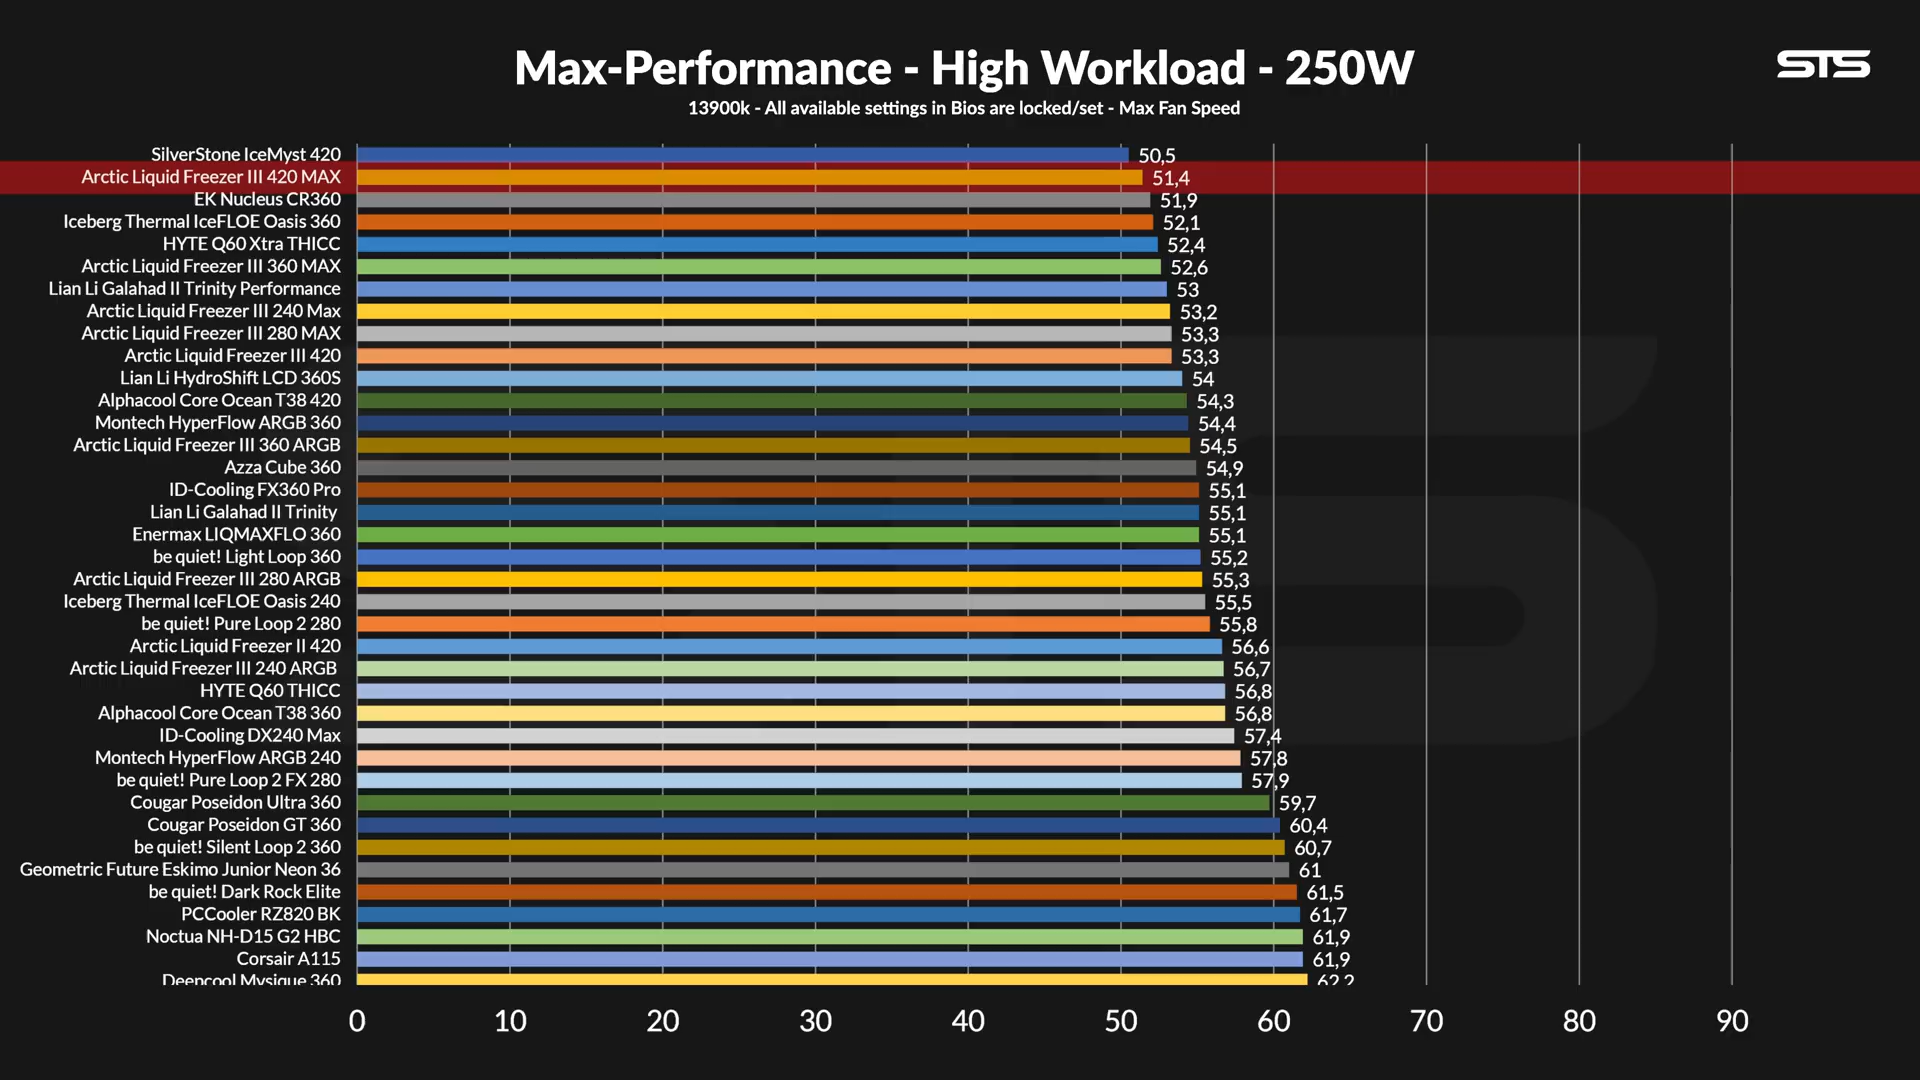 Max-Performance - High Workload - 250W
STS
13900k - All available settings in Bios are locked/set - Max Fan Speed
SilverStone IceMyst 420 50,5
Arctic Liquid Freezer III 420 MAX 51,4
EK Nucleus CR360 51,9
Iceberg Thermal IceFLOE Oasis 360 52,1
HYTE Q60 Xtra THICC 52,4
Arctic Liquid Freezer III 360 MAX 52,6
Lian Li Galahad II Trinity Performance 53
Arctic Liquid Freezer III 240 Max 53,2
Arctic Liquid Freezer III 280 MAX 53,3
Arctic Liquid Freezer III 420 53,3
Lian Li HydroShift LCD 360S 54
Alphacool Core Ocean T38 420 54,3
Montech HyperFlow ARGB 360 54,4
Arctic Liquid Freezer III 360 ARGB 54,5
Azza Cube 360 54,9
ID-Cooling FX360 Pro 55,1
Lian Li Galahad II Trinity 55,1
Enermax LIQMAXFLO 360 55,1
be quiet! Light Loop 360 55,2
Arctic Liquid Freezer III 280 ARGB 55,3
Iceberg Thermal IceFLOE Oasis 240 55,5
be quiet! Pure Loop 2 280 55,8
Arctic Liquid Freezer II 420 56,6
Arctic Liquid Freezer III 240 ARGB 56,7
HYTE Q60 THICC 56,8
Alphacool Core Ocean T38 360 56,8
ID-Cooling DX240 Max 57,4
Montech HyperFlow ARGB 240 57,8
be quiet! Pure Loop 2 FX 280 57,9
Cougar Poseidon Ultra 360 59,7
Cougar Poseidon GT 360 60,4
be quiet! Silent Loop 2 360 60,7
Geometric Future Eskimo Junior Neon 36 61
be quiet! Dark Rock Elite 61,5
PCCooler RZ820 BK 61,7
Noctua NH-D15 G2 HBC 61,9
Corsair A115 61,9
Deepcool Mysique 360 62,2
0 10 20 30 40 50 60 70 80 90